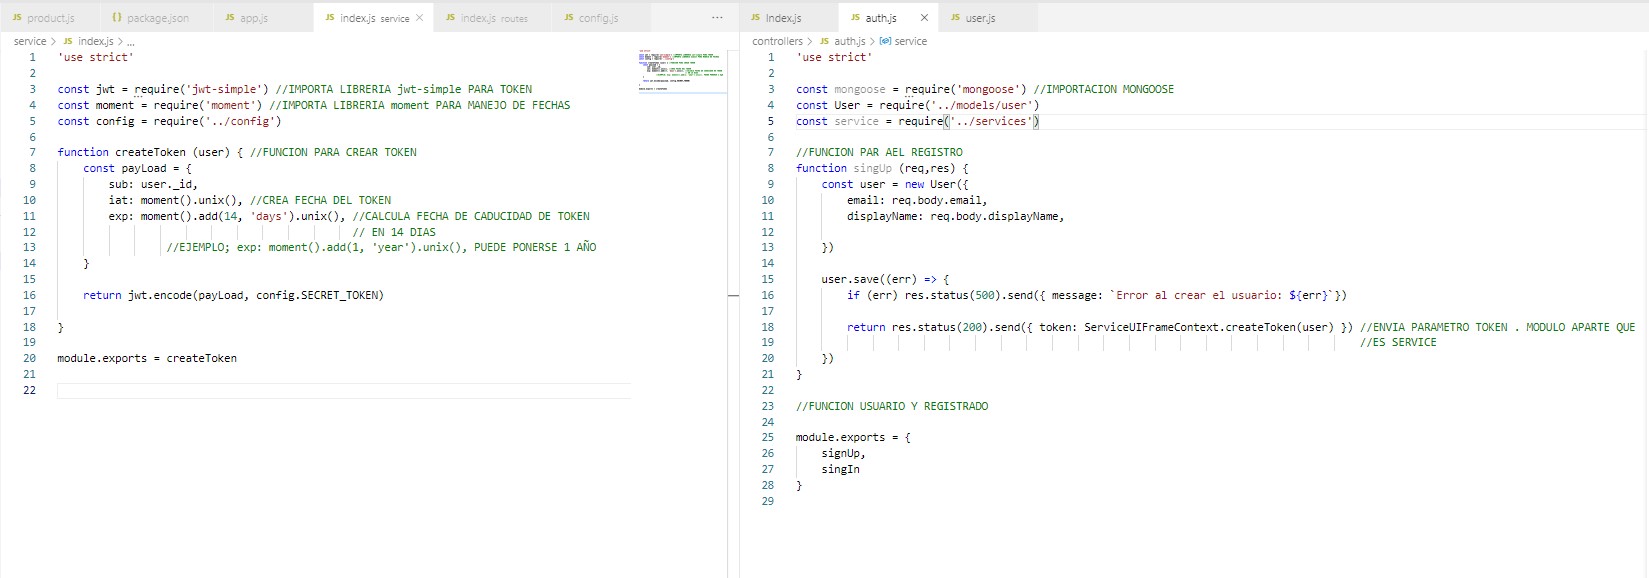 product.js
package.json
app.js
index.js service
index.js routes
config.js
service > index.js > ...
1 'use strict'
2
3 const jwt = require('jwt-simple') //IMPORTA LIBRERIA jwt-simple PARA TOKEN
4 const moment = require('moment') //IMPORTA LIBRERIA moment PARA MANEJO DE FECHAS
5 const config = require('../config')
6
7 function createToken (user) { //FUNCION PARA CREAR TOKEN
8 const payLoad = {
9 sub: user._id,
10 iat: moment().unix(), //CREA FECHA DEL TOKEN
11 exp: moment().add(14, 'days').unix(), //CALCULA FECHA DE CADUCIDAD DE TOKEN
12 // EN 14 DIAS
13 //EJEMPLO; exp: moment().add(1, 'year').unix(), PUEDE PONERSE 1 AÑO
14 }
15
16 return jwt.encode(payLoad, config.SECRET_TOKEN)
17
18 }
19
20 module.exports = createToken
21
22
Index.js
auth.js
user.js
controllers > auth.js > service
1 'use strict'
2
3 const mongoose = require('mongoose') //IMPORTACION MONGOOSE
4 const User = require('../models/user')
5 const service = require('../services')
6
7 //FUNCION PAR AEL REGISTRO
8 function singUp (req,res) {
9 const user = new User({
10 email: req.body.email,
11 displayName: req.body.displayName,
12
13 })
14
15 user.save((err) => {
16 if (err) res.status(500).send({ message: `Error al crear el usuario: ${err}`})
17
18 return res.status(200).send({ token: ServiceUIFrameContext.createToken(user) }) //ENVIA PARAMETRO TOKEN . MODULO APARTE QUE
19 //ES SERVICE
20 })
21 }
22
23 //FUNCION USUARIO Y REGISTRADO
24
25 module.exports = {
26 signUp,
27 singIn
28 }
29